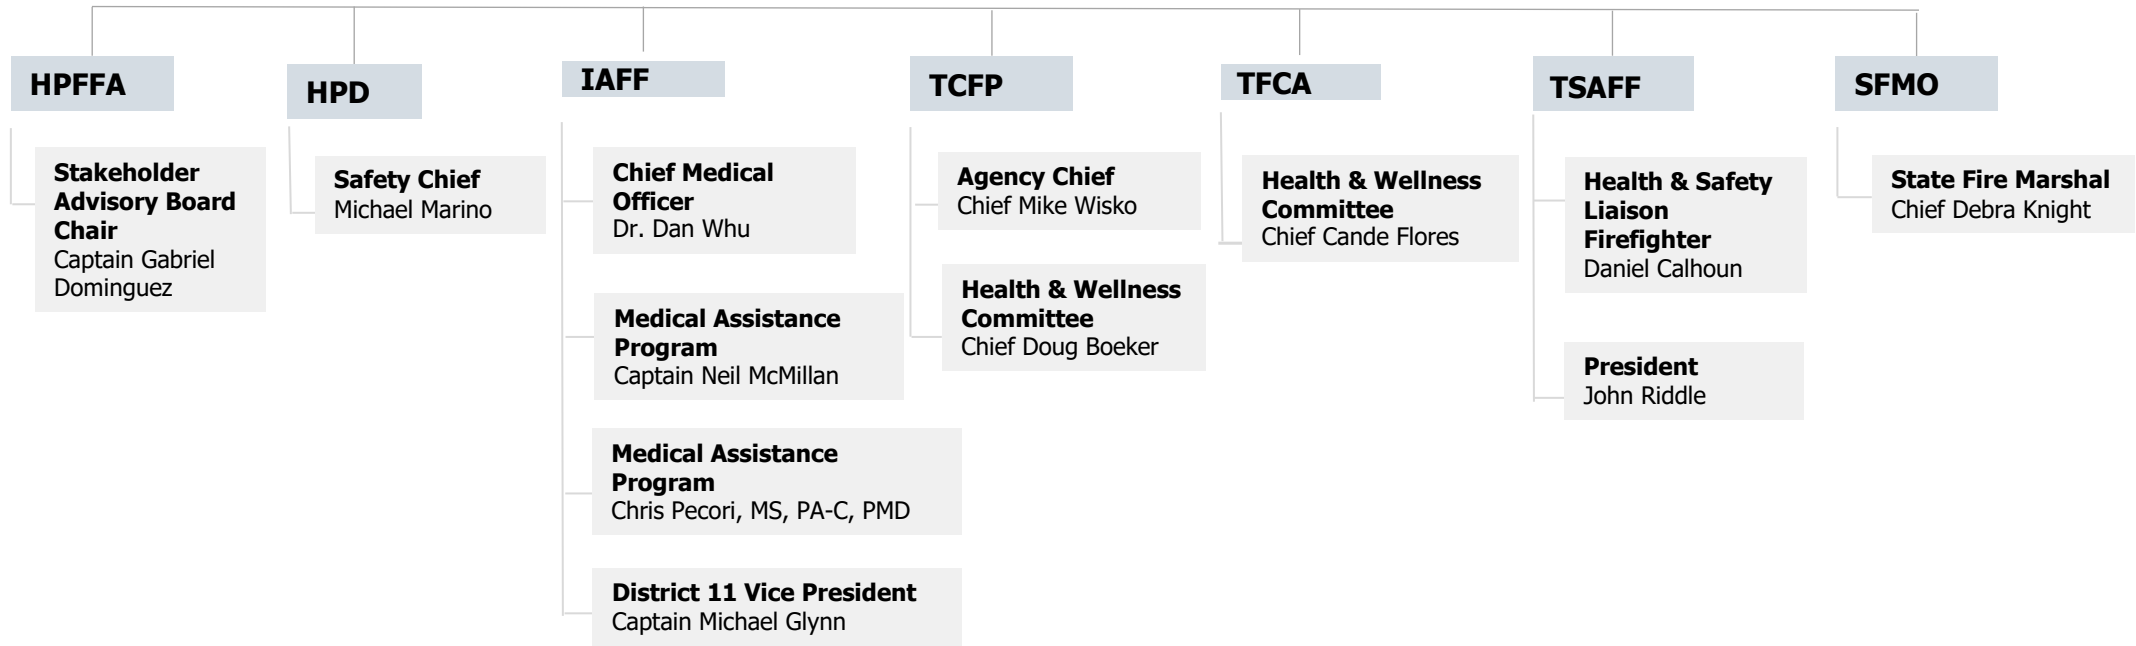 HPFFA
Stakeholder
Advisory Board
Chair
Captain Gabriel
Dominguez
HPD
Safety Chief
Michael Marino
IAFF
Chief Medical
Officer
Dr. Dan Whu
Medical Assistance
Program
Captain Neil McMillan
Medical Assistance
Program
Chris Pecori, MS, PA-C, PMD
District 11 Vice President
Captain Michael Glynn
TCFP
Agency Chief
Chief Mike Wisko
Health & Wellness
Committee
Chief Doug Boeker
TFCA
Health & Wellness
Committee
Chief Cande Flores
TSAFF
Health & Safety
Liaison
Firefighter
Daniel Calhoun
President
John Riddle
SFMO
State Fire Marshal
Chief Debra Knight